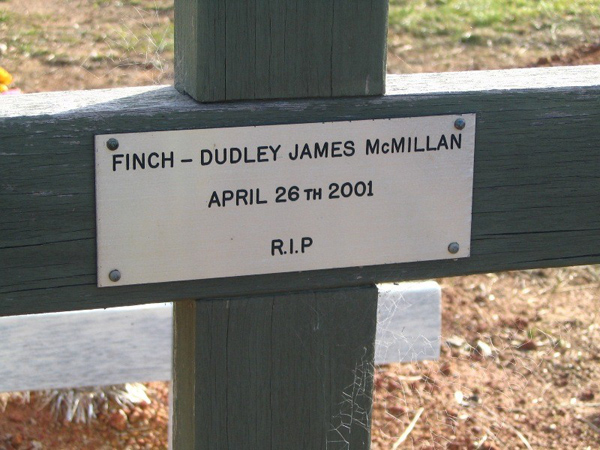 FINCH – DUDLEY JAMES McMILLAN
APRIL 26TH 2001
R.I.P